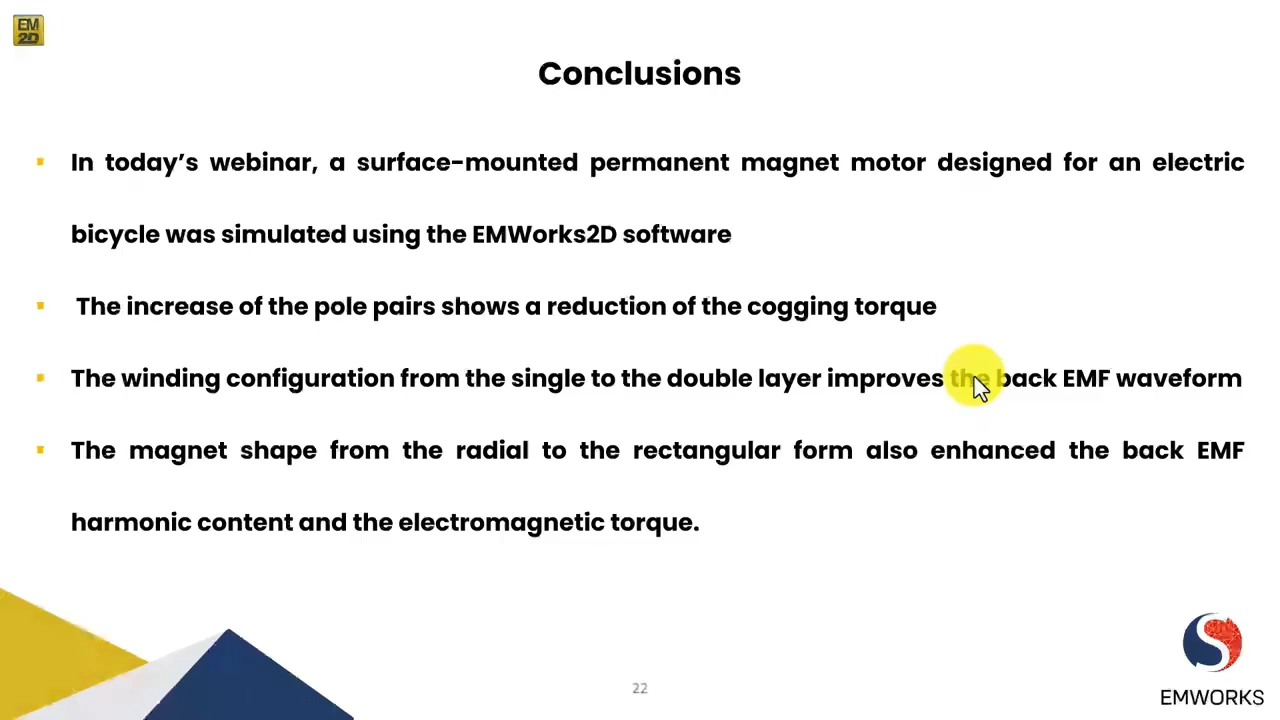 EM
2D
Conclusions
In today's webinar, a surface-mounted permanent magnet motor designed for an electric
bicycle was simulated using the EMWorks2D software
The increase of the pole pairs shows a reduction of the cogging torque
The winding configuration from the single to the double layer improves the back EMF waveform
The magnet shape from the radial to the rectangular form also enhanced the back EMF
harmonic content and the electromagnetic torque.
22
EMWORKS